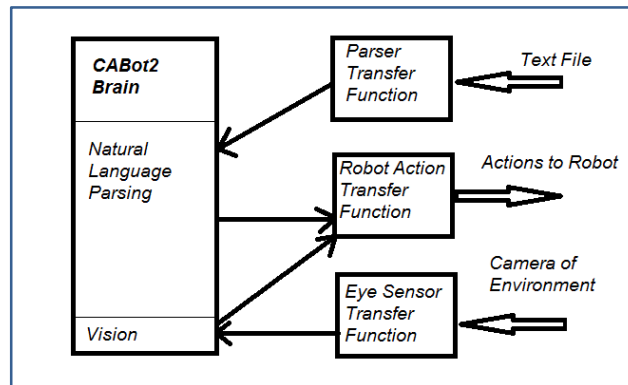 CABot2
Brain
Natural
Language
Parsing
Vision
Parser
Transfer
Function
Text File
Robot Action
Transfer
Function
Actions to Robot
Eye Sensor
Transfer
Function
Camera of
Environment